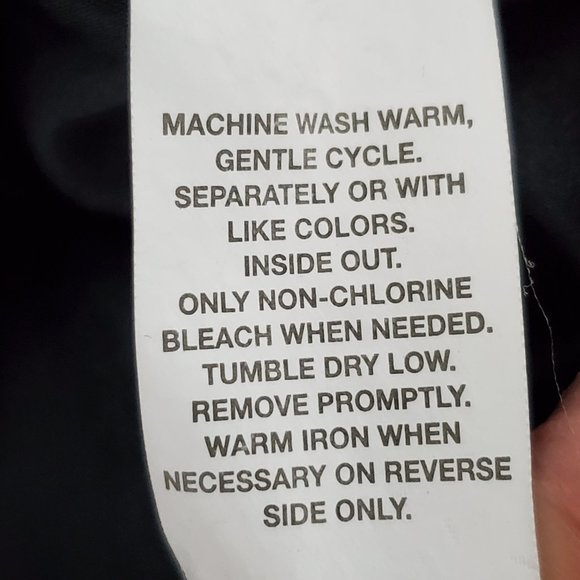 MACHINE WASH WARM,
GENTLE CYCLE.
SEPARATELY OR WITH
LIKE COLORS.
INSIDE OUT.
ONLY NON-CHLORINE
BLEACH WHEN NEEDED.
TUMBLE DRY LOW.
REMOVE PROMPTLY.
WARM IRON WHEN
NECESSARY ON REVERSE
SIDE ONLY.